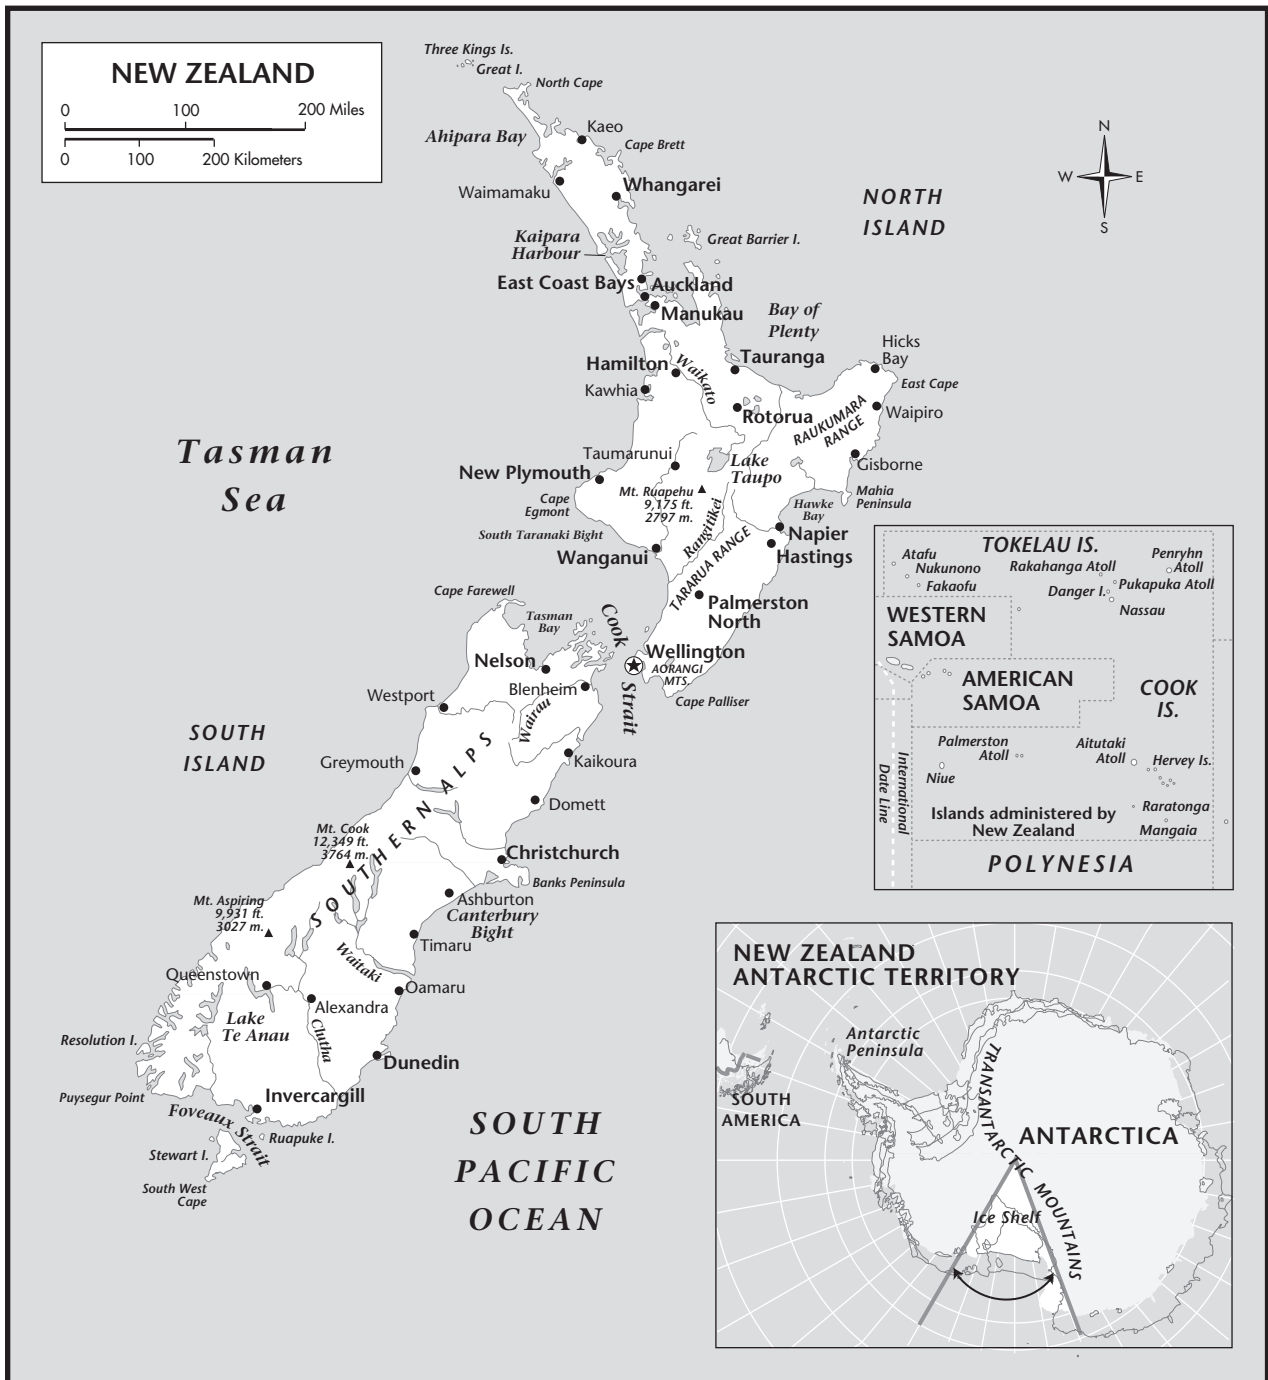 NEW ZEALAND
0 100 200 Miles
0 100 200 Kilometers
Three Kings Is.
Great I.
North Cape
Ahipara Bay
Kaeo
Cape Brett
Waimamaku
Whangarei
NORTH
ISLAND
N
W E
S
Kaipara
Harbour
Great Barrier I.
East Coast Bays
Auckland
Manukau
Bay of
Plenty
Hamilton
Waikato
Tauranga
Hicks
Bay
East Cape
Kawhia
Rotorua
RAUKUMARA
RANGE
Waipiro
Tasman
Sea
Taumarunui
Lake
Taupo
Gisborne
New Plymouth
Mt. Ruapehu
9,175 ft.
2797 m.
Mahia
Peninsula
Cape
Egmont
Hawke
Bay
South Taranaki Bight
Rangitikei
Napier
Hastings
Wanganui
TARARUA RANGE
Cape Farewell
Palmerston
North
Tasman
Bay
Cook
Strait
Nelson
Wellington
AORANGI
MTS.
Blenheim
Cape Palliser
Westport
Wairau
SOUTH
ISLAND
Greymouth
Kaikoura
SOUTHERN ALPS
Domett
Mt. Cook
12,349 ft.
3764 m.
Christchurch
Banks Peninsula
Mt. Aspiring
9,931 ft.
3027 m.
Ashburton
Canterbury
Bight
Timaru
Waitaki
Queenstown
Oamaru
Alexandra
Lake
Te Anau
Clutha
Resolution I.
Dunedin
Puysegur Point
Invercargill
Foveaux Strait
Ruapuke I.
Stewart I.
South West
Cape
SOUTH
PACIFIC
OCEAN
TOKELAU IS.
Atafu
Nukunono
Fakaofu
Rakahanga Atoll
Penryhn
Atoll
Danger I.
Pukapuka Atoll
Nassau
WESTERN
SAMOA
AMERICAN
SAMOA
COOK
IS.
Palmerston
Atoll
Aitutaki
Atoll
Hervey Is.
Niue
International
Date Line
Raratonga
Islands administered by
New Zealand
Mangaia
POLYNESIA
NEW ZEALAND
ANTARCTIC TERRITORY
Antarctic
Peninsula
SOUTH
AMERICA
TRANSANTARCTIC MOUNTAINS
ANTARCTICA
Ice Shelf